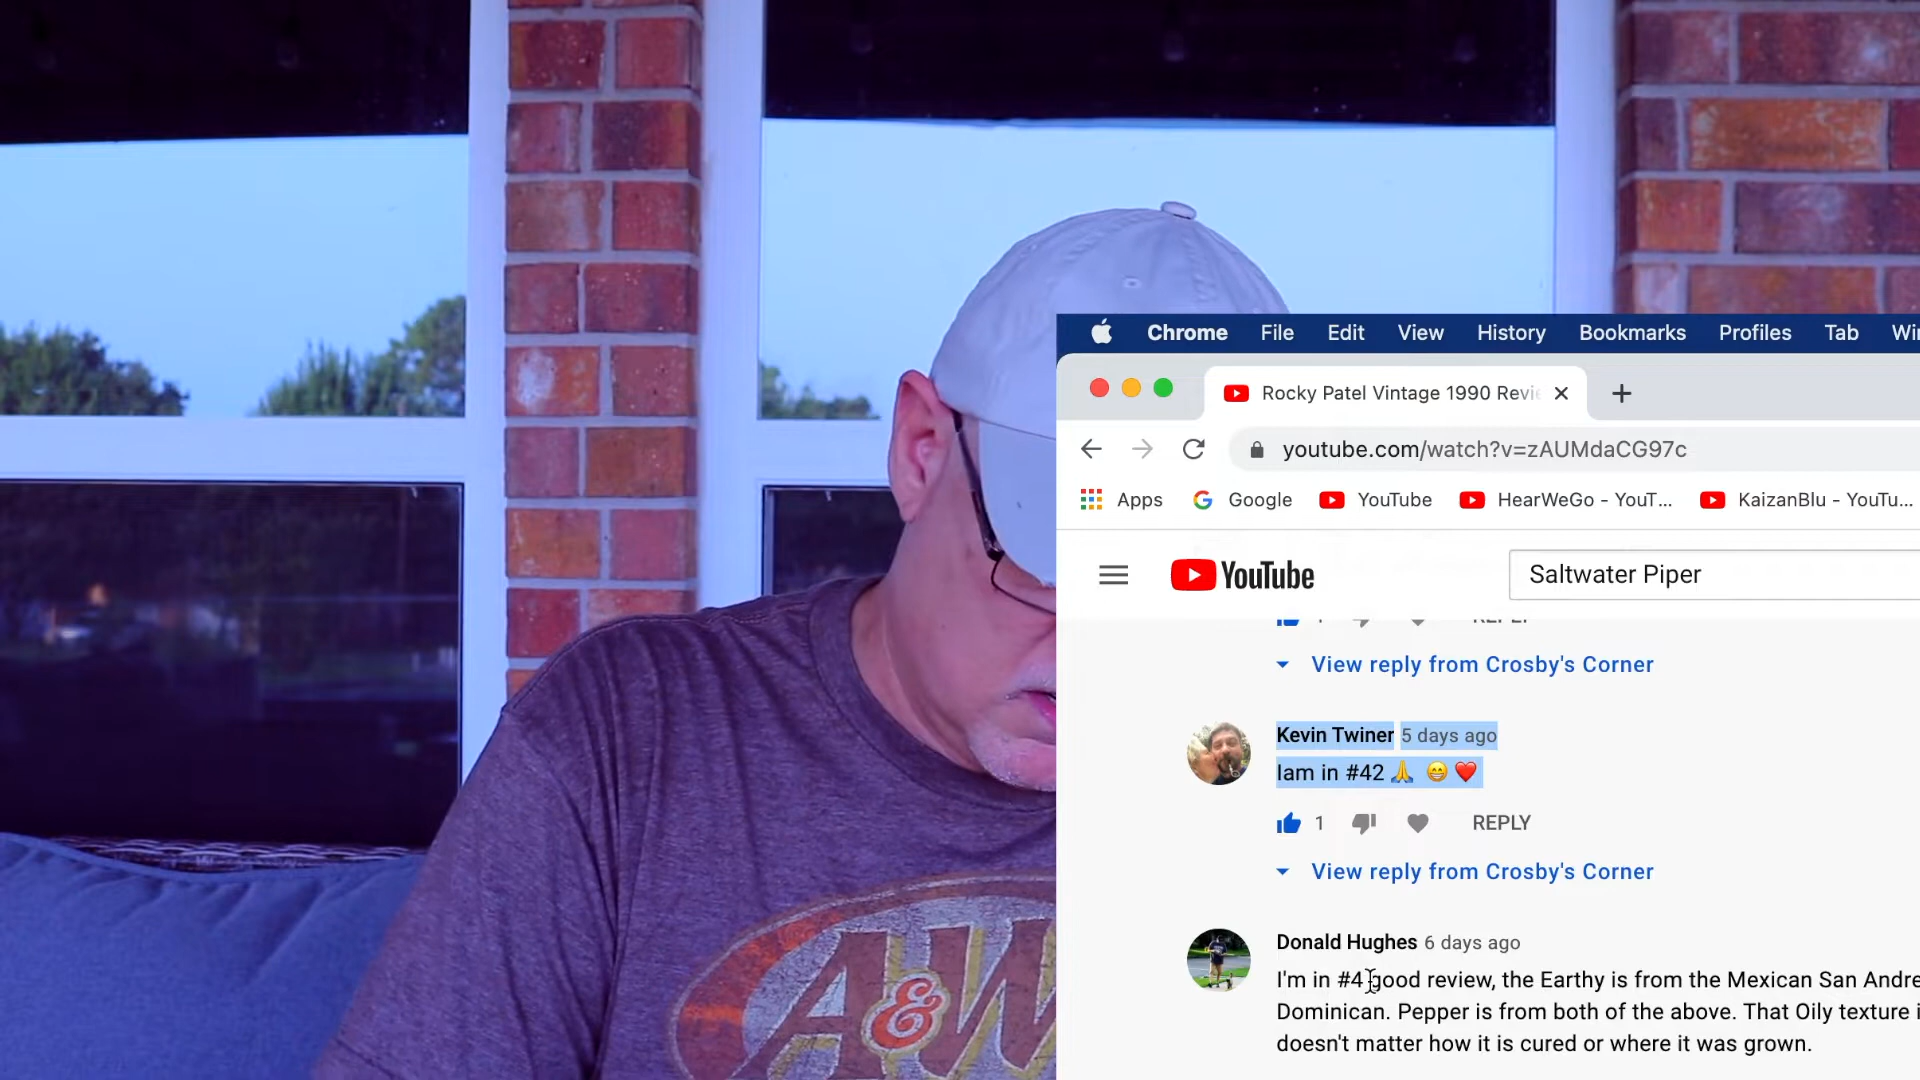 Chrome File Edit View History Bookmarks Profiles Tab
Rocky Patel Vintage 1990
youtube.com/watch?v=zAUMdaCG97c
Apps Google YouTube HearWeGo - YouT... KaizanBlu - YouTu...
YouTube
Saltwater Piper
REPLY
View reply from Crosby's Corner
Kevin Twiner 5 days ago
Iam in #42 🙏 😁 ❤️
1 REPLY
View reply from Crosby's Corner
Donald Hughes 6 days ago
I'm in #4 good review, the Earthy is from the Mexican San
Dominican. Pepper is from both of the above. That Oily texture
doesn't matter how it is cured or where it was grown.
A&W